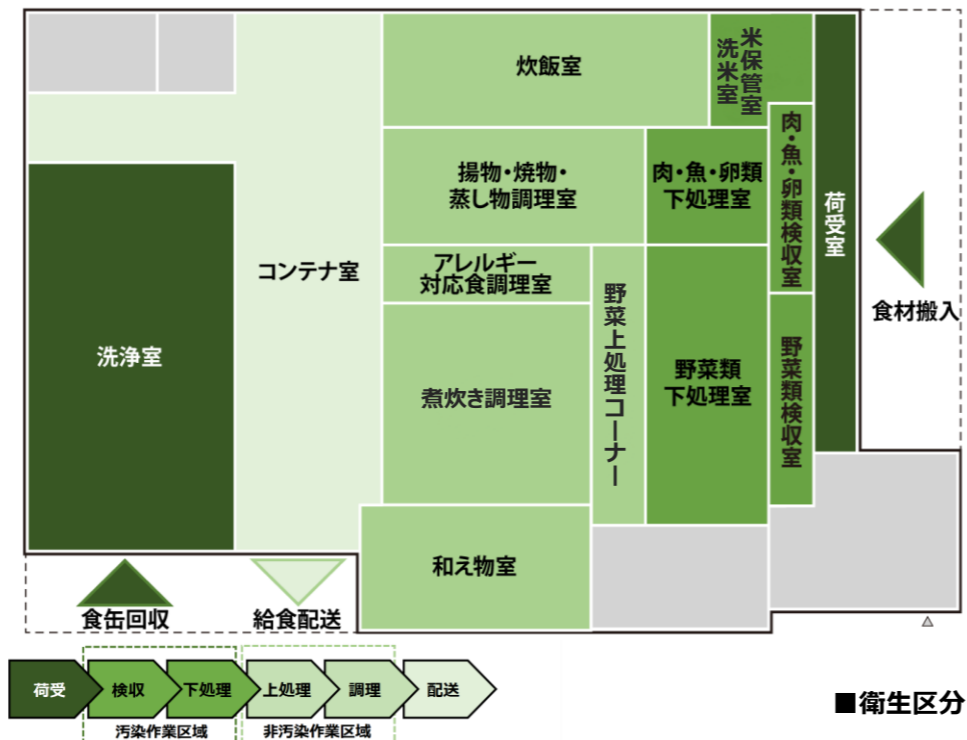 炊飯室
洗米室
米保管室
揚物・焼物・
蒸し物調理室
肉・魚・卵類
下処理室
肉・魚・卵類検収室
荷受室
コンテナ室
アレルギー
対応食調理室
野菜上処理コーナー
食材搬入
洗浄室
煮炊き調理室
野菜類
下処理室
野菜類検収室
和え物室
食缶回収
給食配送
荷受
検収
下処理
上処理
調理
配送
汚染作業区域
非汚染作業区域
■衛生区分